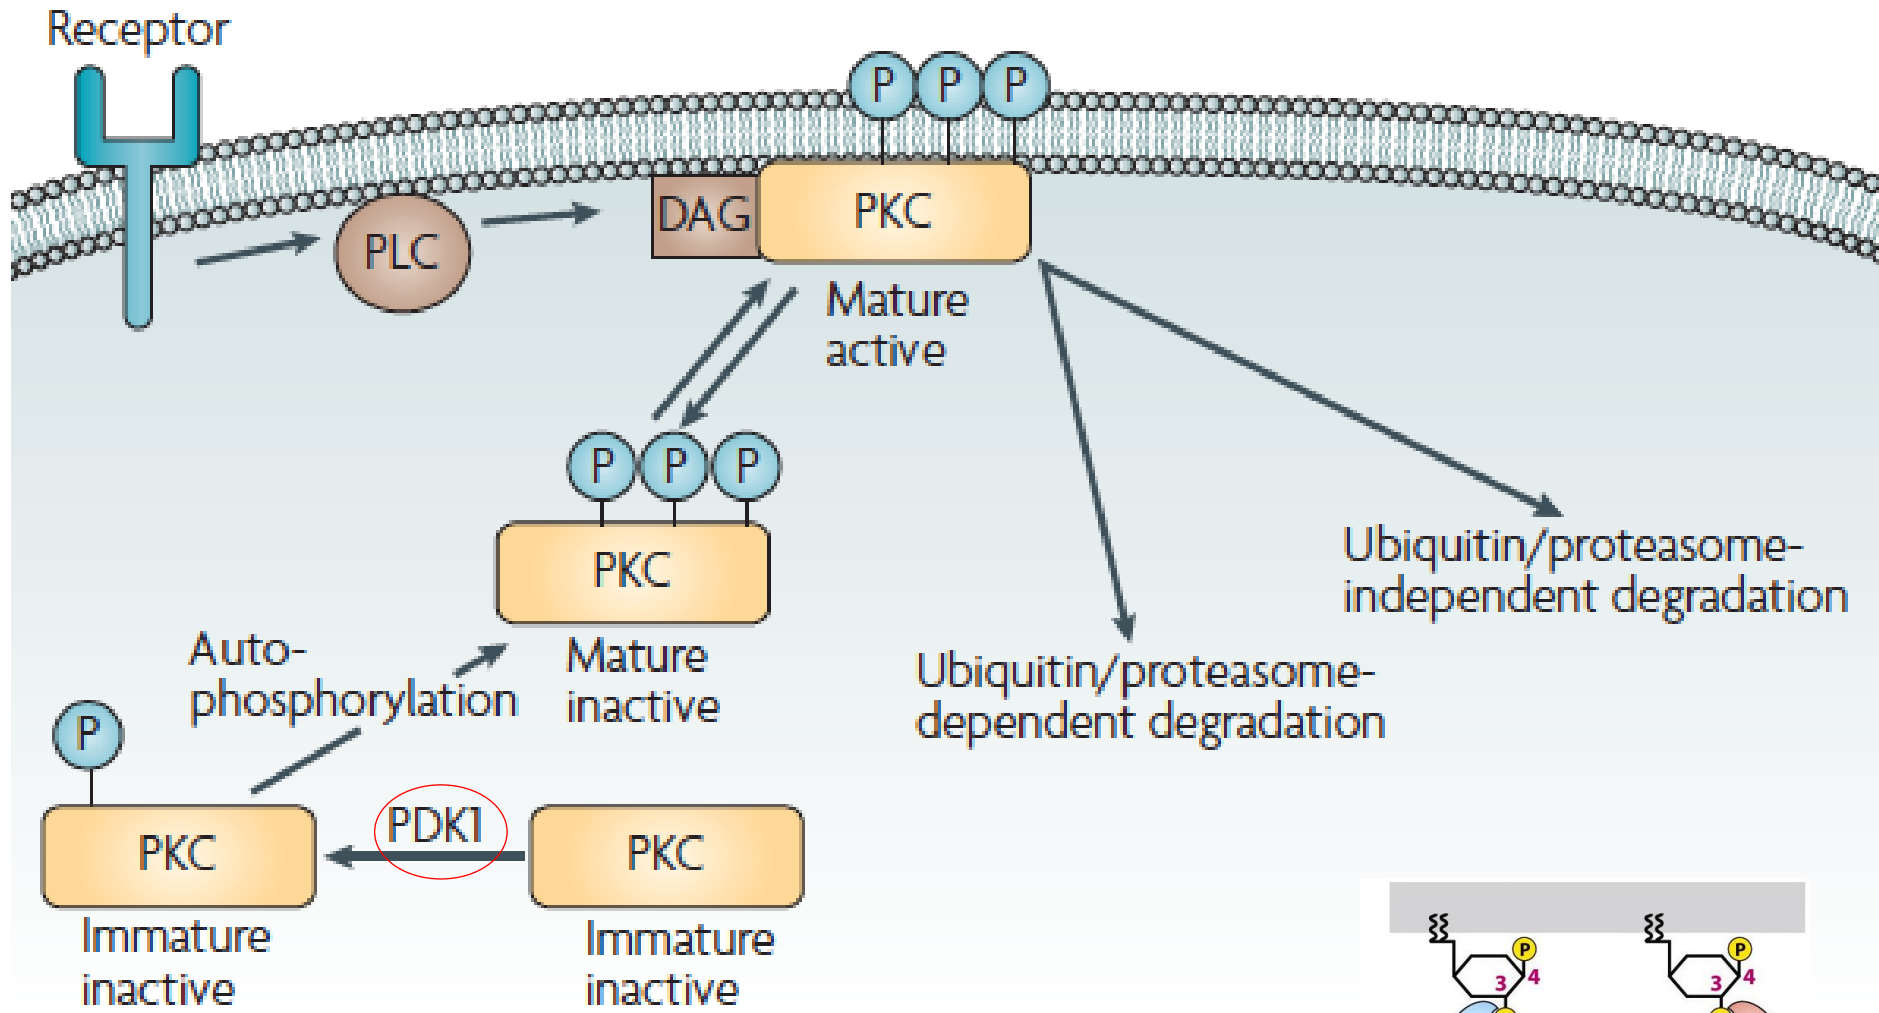 Receptor
P P P
PLC
DAG
PKC
Mature
active
P P P
PKC
Mature
inactive
Auto-
phosphorylation
Ubiquitin/proteasome-
independent degradation
Ubiquitin/proteasome-
dependent degradation
P
PKC
Immature
inactive
PDK1
PKC
Immature
inactive
P
3 4
P
3 4